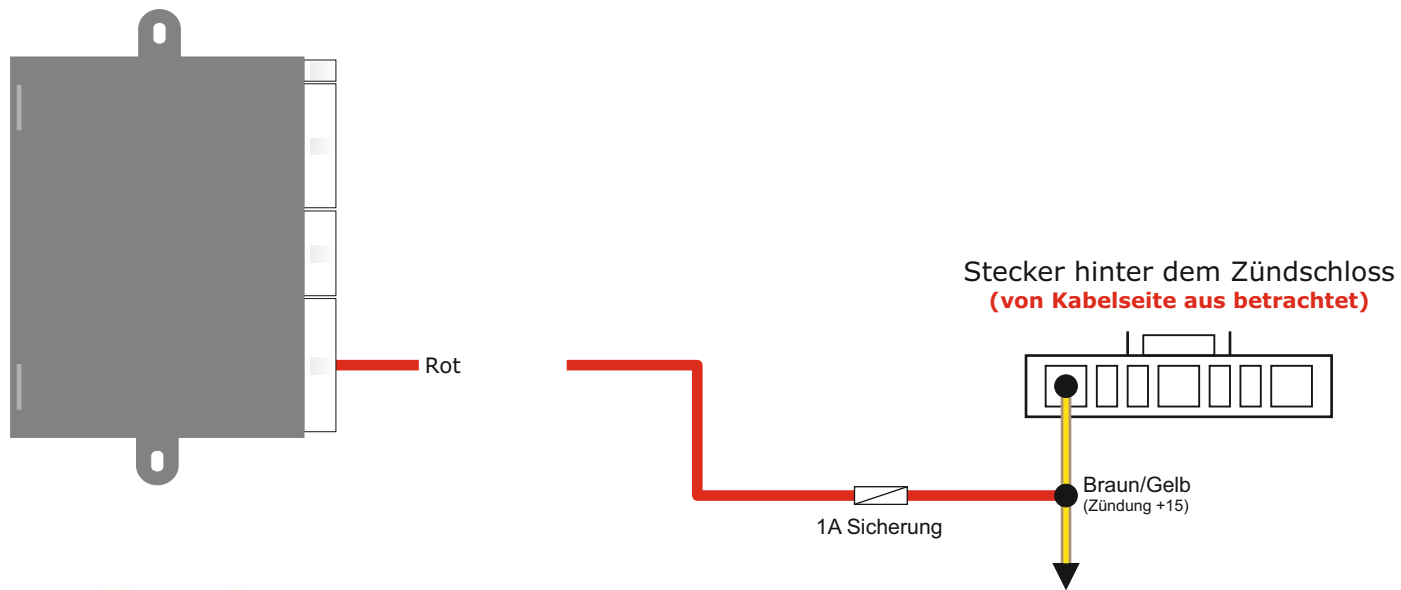 Stecker hinter dem Zündschloss
(von Kabelseite aus betrachtet)
Rot
Braun/Gelb
(Zündung +15)
1A Sicherung